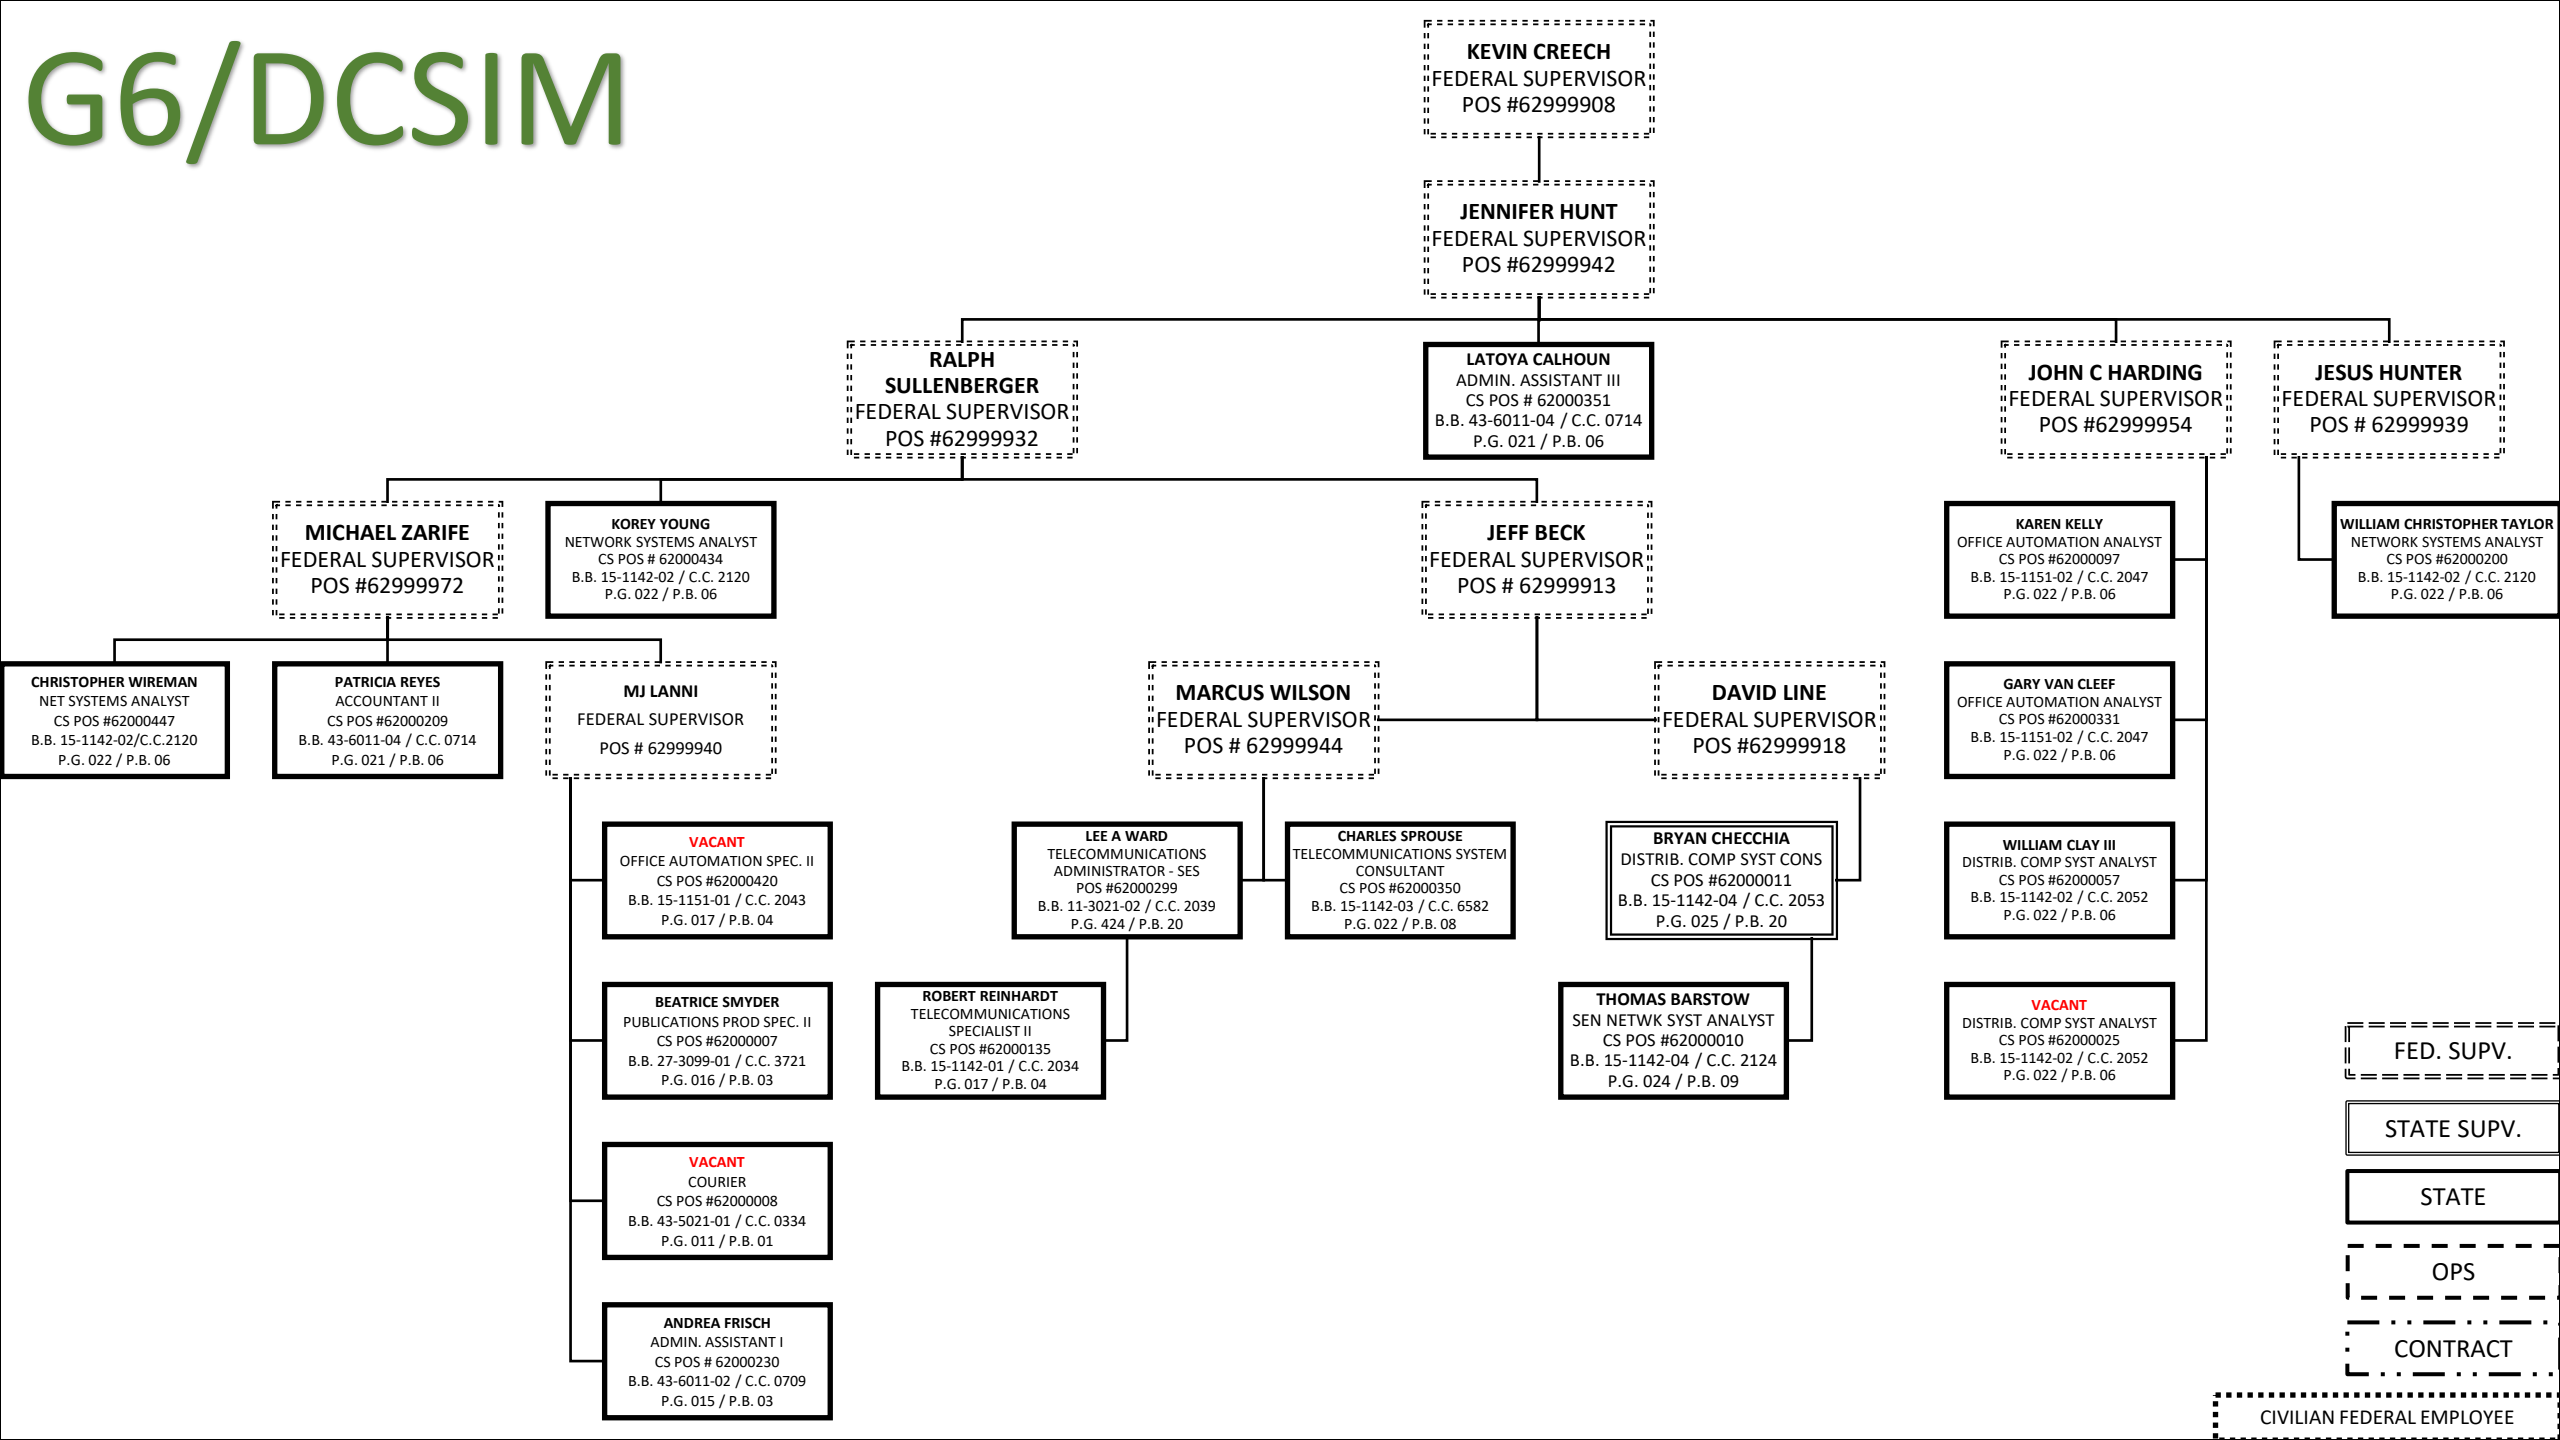 G6/DCSIM
KEVIN CREECH
FEDERAL SUPERVISOR
POS #62999908
JENNIFER HUNT
FEDERAL SUPERVISOR
POS #62999942
RALPH
SULLENBERGER
FEDERAL SUPERVISOR
POS #62999932
LATOYA CALHOUN
ADMIN. ASSISTANT III
CS POS # 62000351
B.B. 43-6011-04 / C.C. 0714
P.G. 021 / P.B. 06
JOHN C HARDING
FEDERAL SUPERVISOR
POS #62999954
JESUS HUNTER
FEDERAL SUPERVISOR
POS # 62999939
MICHAEL ZARIFE
FEDERAL SUPERVISOR
POS #62999972
KOREY YOUNG
NETWORK SYSTEMS ANALYST
CS POS # 62000434
B.B. 15-1142-02 / C.C. 2120
P.G. 022 / P.B. 06
JEFF BECK
FEDERAL SUPERVISOR
POS # 62999913
KAREN KELLY
OFFICE AUTOMATION ANALYST
CS POS #62000097
B.B. 15-1151-02 / C.C. 2047
P.G. 022 / P.B. 06
WILLIAM CHRISTOPHER TAYLOR
NETWORK SYSTEMS ANALYST
CS POS #62000200
B.B. 15-1142-02 / C.C. 2120
P.G. 022 / P.B. 06
CHRISTOPHER WIREMAN
NET SYSTEMS ANALYST
CS POS #62000447
B.B. 15-1142-02/C.C.2120
P.G. 022 / P.B. 06
PATRICIA REYES
ACCOUNTANT II
CS POS #62000209
B.B. 43-6011-04 / C.C. 0714
P.G. 021 / P.B. 06
MJ LANNI
FEDERAL SUPERVISOR
POS # 62999940
MARCUS WILSON
FEDERAL SUPERVISOR
POS # 62999944
DAVID LINE
FEDERAL SUPERVISOR
POS #62999918
GARY VAN CLEEF
OFFICE AUTOMATION ANALYST
CS POS #62000331
B.B. 15-1151-02 / C.C. 2047
P.G. 022 / P.B. 06
VACANT
OFFICE AUTOMATION SPEC. II
CS POS #62000420
B.B. 15-1151-01 / C.C. 2043
P.G. 017 / P.B. 04
LEE A WARD
TELECOMMUNICATIONS
ADMINISTRATOR - SES
POS #62000299
B.B. 11-3021-02 / C.C. 2039
P.G. 424 / P.B. 20
CHARLES SPROUSE
TELECOMMUNICATIONS SYSTEM
CONSULTANT
CS POS #62000350
B.B. 15-1142-03 / C.C. 6582
P.G. 022 / P.B. 08
BRYAN CHECCHIA
DISTRIB. COMP SYST CONS
CS POS #62000011
B.B. 15-1142-04 / C.C. 2053
P.G. 025 / P.B. 20
WILLIAM CLAY III
DISTRIB. COMP SYST ANALYST
CS POS #62000057
B.B. 15-1142-02 / C.C. 2052
P.G. 022 / P.B. 06
BEATRICE SMYDER
PUBLICATIONS PROD SPEC. II
CS POS #62000007
B.B. 27-3099-01 / C.C. 3721
P.G. 016 / P.B. 03
ROBERT REINHARDT
TELECOMMUNICATIONS
SPECIALIST II
CS POS #62000135
B.B. 15-1142-01 / C.C. 2034
P.G. 017 / P.B. 04
THOMAS BARSTOW
SEN NETWK SYST ANALYST
CS POS #62000010
B.B. 15-1142-04 / C.C. 2124
P.G. 024 / P.B. 09
VACANT
DISTRIB. COMP SYST ANALYST
CS POS #62000025
B.B. 15-1142-02 / C.C. 2052
P.G. 022 / P.B. 06
VACANT
COURIER
CS POS #62000008
B.B. 43-5021-01 / C.C. 0334
P.G. 011 / P.B. 01
ANDREA FRISCH
ADMIN. ASSISTANT I
CS POS # 62000230
B.B. 43-6011-02 / C.C. 0709
P.G. 015 / P.B. 03
FED. SUPV.
STATE SUPV.
STATE
OPS
CONTRACT
CIVILIAN FEDERAL EMPLOYEE